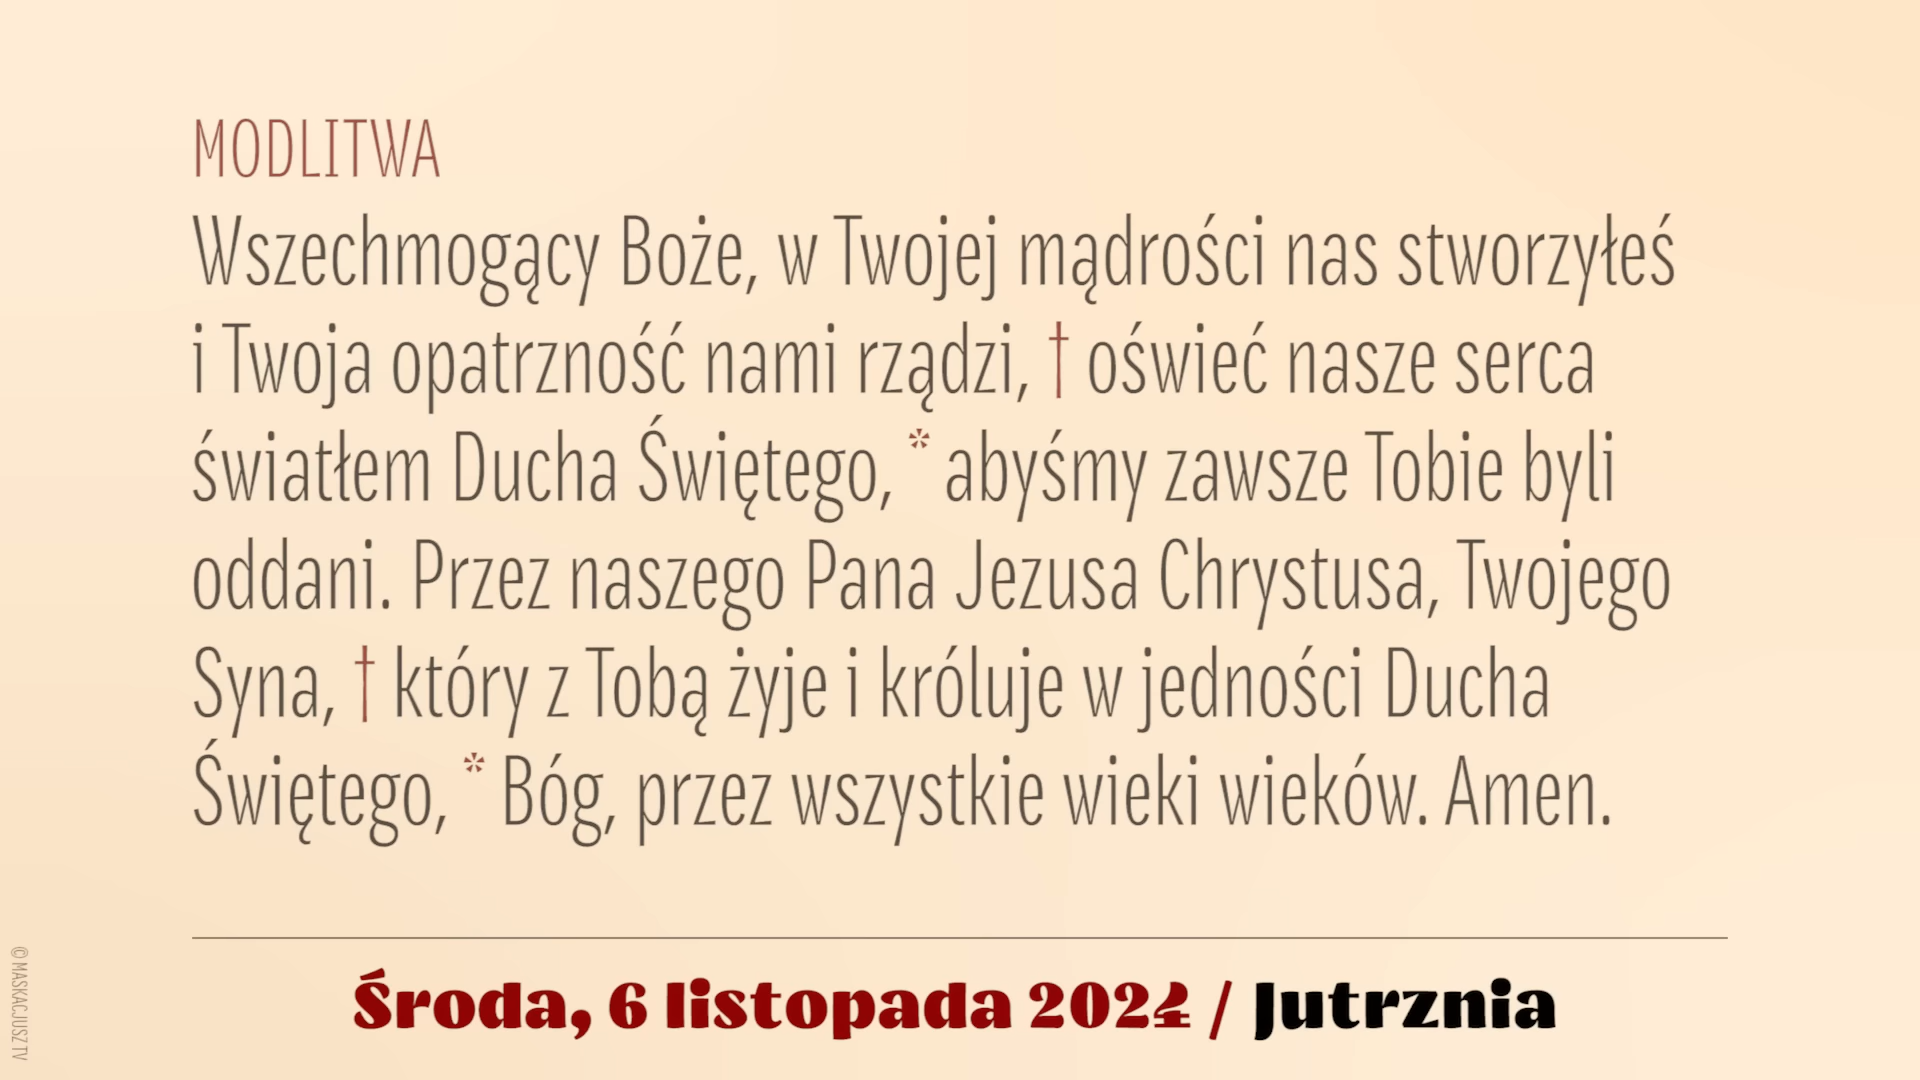 MODLITWA
Wszechmogący Boże, w Twojej mądrości nas stworzyłeś
i Twoja opatrzność nami rządzi, † oświeć nasze serca
światłem Ducha Świętego, * abyśmy zawsze Tobie byli
oddani. Przez naszego Pana Jezusa Chrystusa, Twojego
Syna, † który z Tobą żyje i króluje w jedności Ducha
Świętego, * Bóg, przez wszystkie wieki wieków. Amen.
Środa, 6 listopada 2024 / Jutrznia
© MASKACJUSZ TV